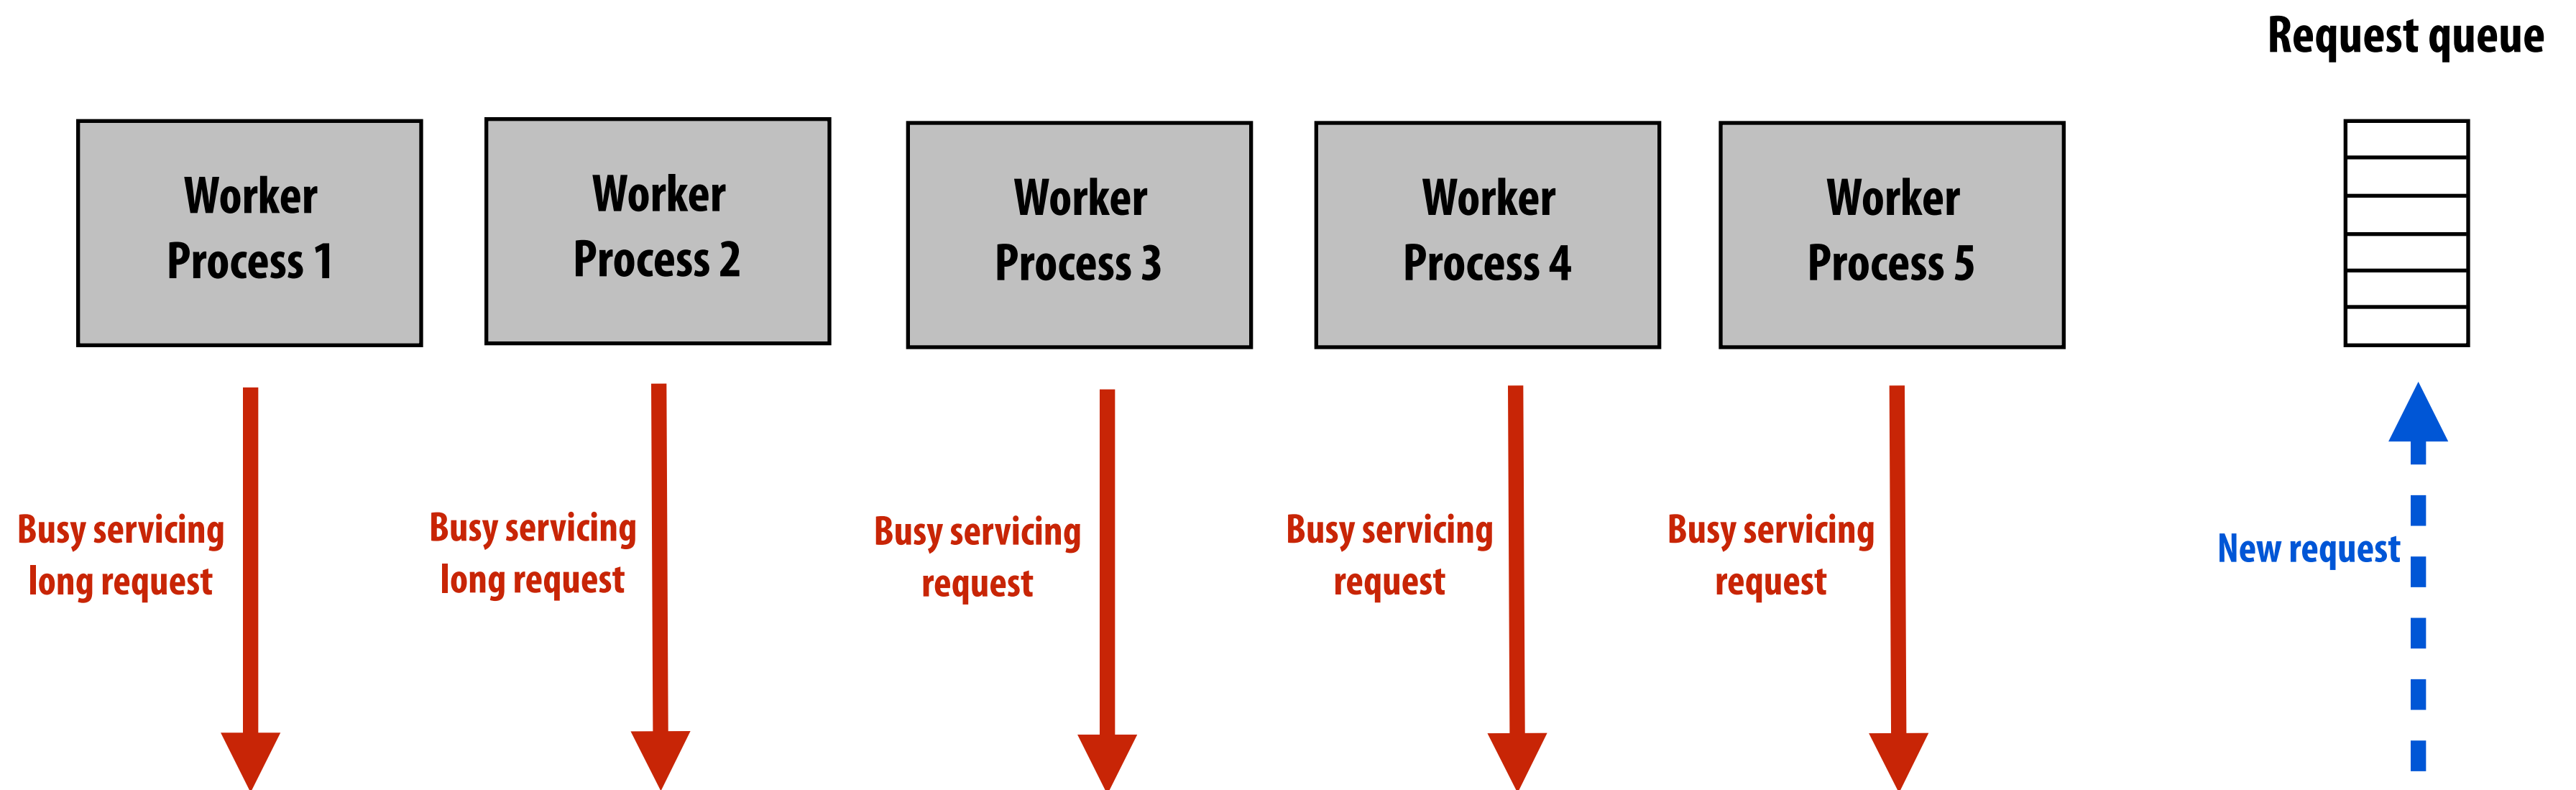 Request queue
Worker
Process 1
Worker
Process 2
Worker
Process 3
Worker
Process 4
Worker
Process 5
Busy servicing
long request
Busy servicing
long request
Busy servicing
request
Busy servicing
request
Busy servicing
request
New request